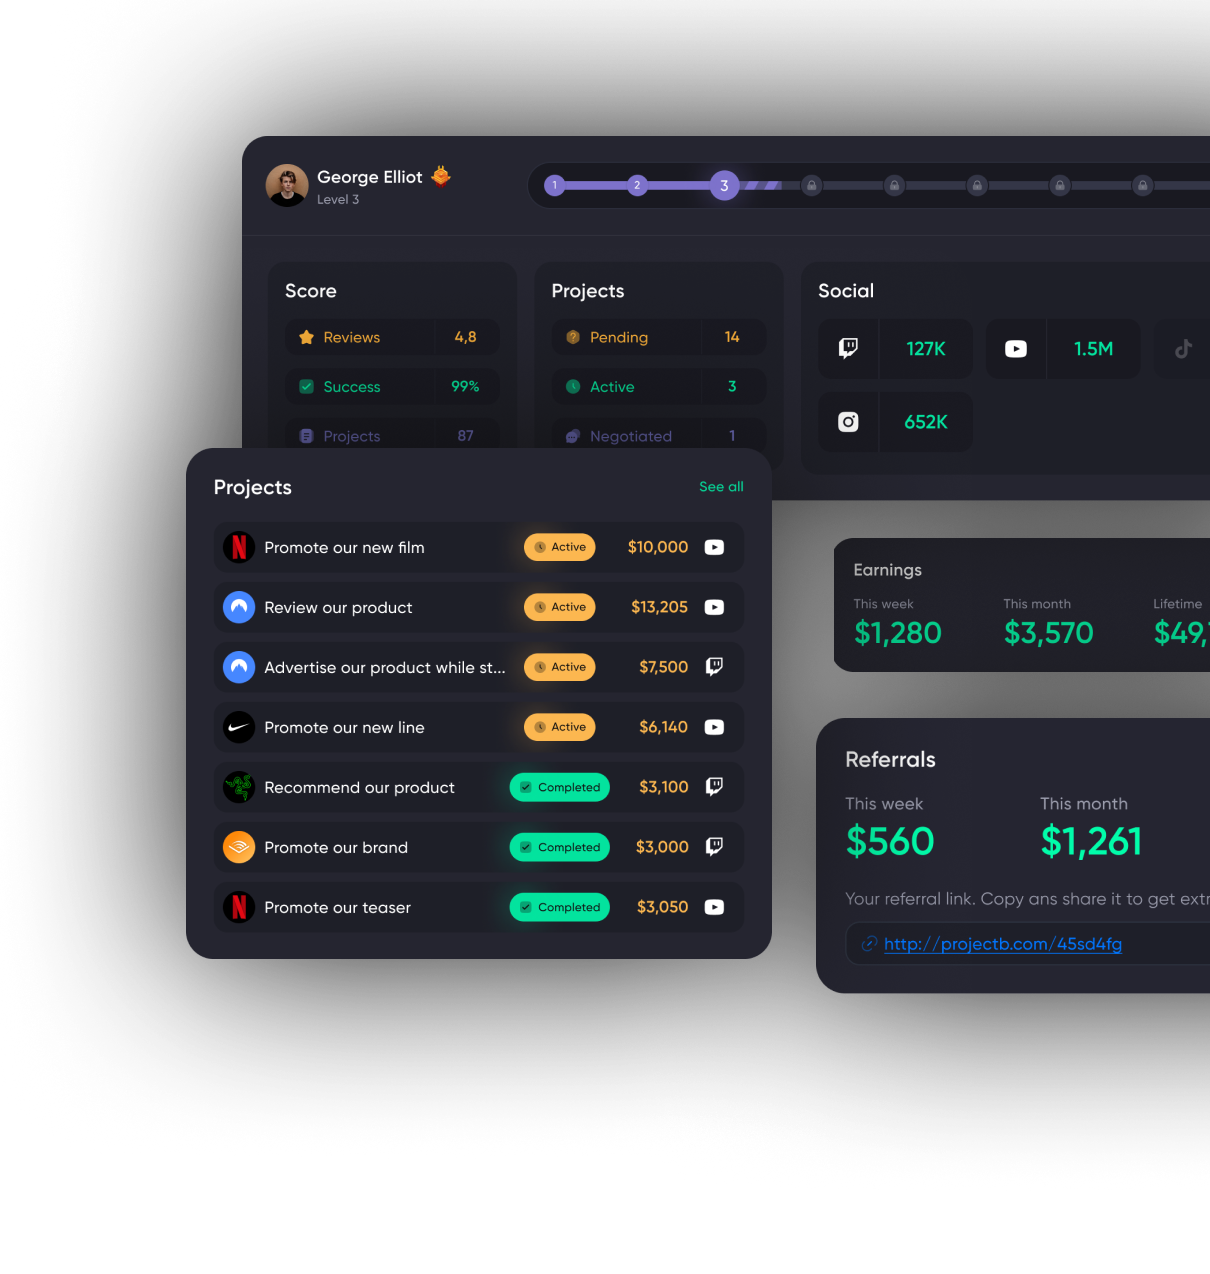 George Elliot
Level 3
1 2 3
Score
Reviews 4,8
Success 99%
Projects 87
Projects
Pending 14
Active 3
Negotiated 1
Social
127K
1.5M
652K
Projects See all
Promote our new film Active $10,000
Review our product Active $13,205
Advertise our product while st... Active $7,500
Promote our new line Active $6,140
Recommend our product Completed $3,100
Promote our brand Completed $3,000
Promote our teaser Completed $3,050
Earnings
This week This month Lifetime
$1,280 $3,570 $49,
Referrals
This week This month
$560 $1,261
Your referral link. Copy ans share it to get extr
http://projectb.com/45sd4fg